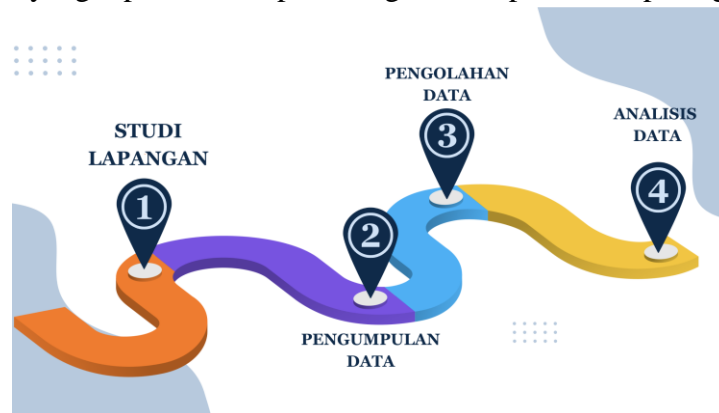 STUDI
LAPANGAN
1
2
PENGUMPULAN
DATA
PENGOLAHAN
DATA
3
ANALISIS
DATA
4